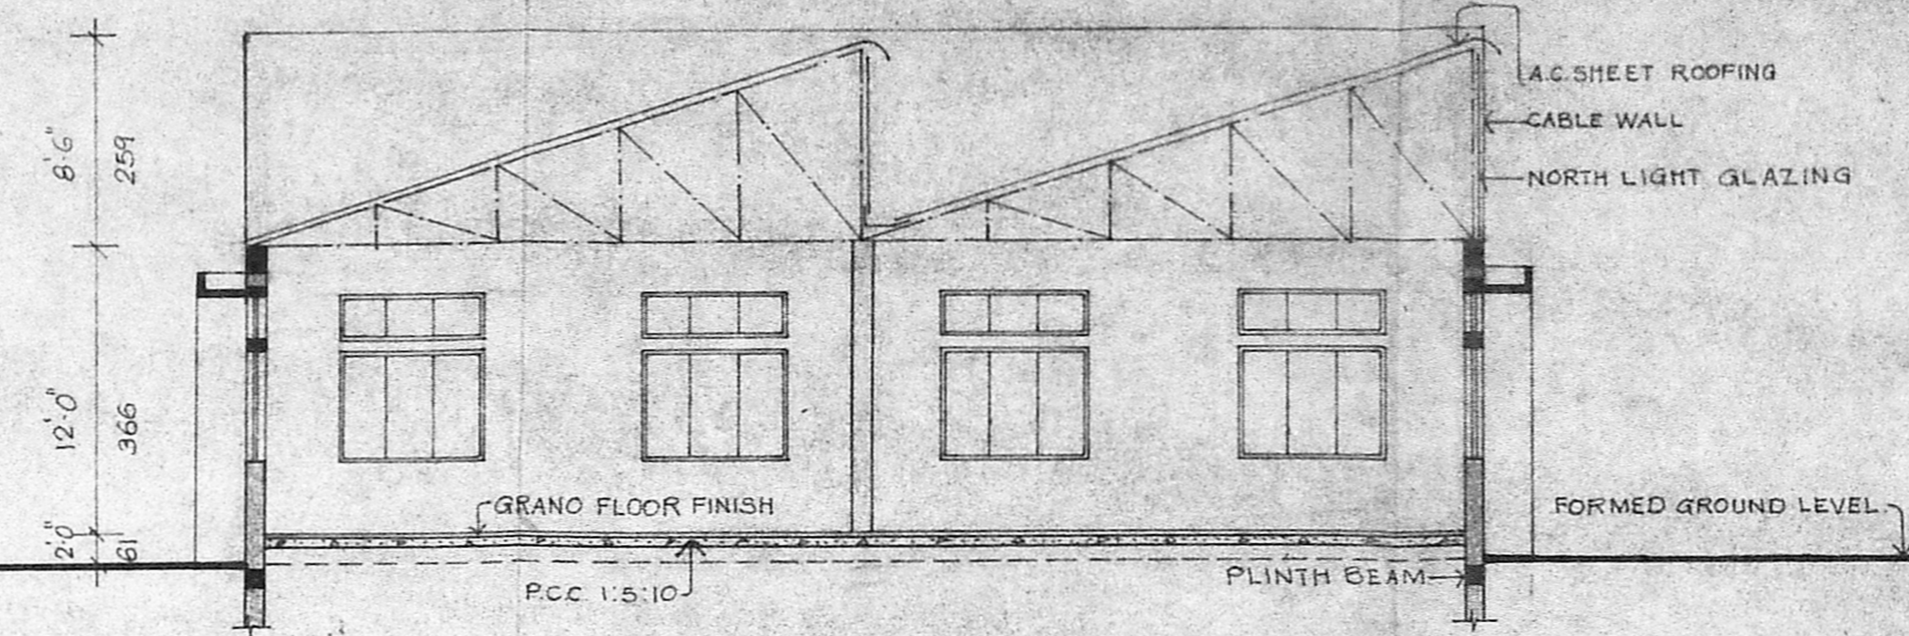 A.C. SHEET ROOFING
CABLE WALL
NORTH LIGHT GLAZING
8'-6"
259
12'-0"
366
2'0"
61
GRANO FLOOR FINISH
FORMED GROUND LEVEL
P.C.C 1:5:10
PLINTH BEAM